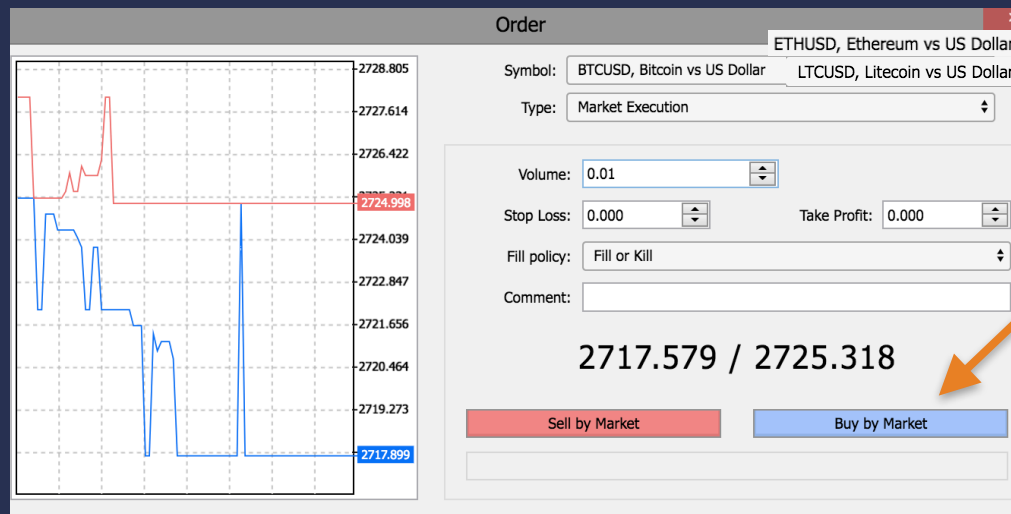 Order
ETHUSD, Ethereum vs US Dollar
Symbol: BTCUSD, Bitcoin vs US Dollar
LTCUSD, Litecoin vs US Dollar
Type: Market Execution
Volume: 0.01
Stop Loss: 0.000 Take Profit: 0.000
Fill policy: Fill or Kill
Comment:
2717.579 / 2725.318
Sell by Market Buy by Market
2728.805
2727.614
2726.422
2724.998
2724.039
2722.847
2721.656
2720.464
2719.273
2717.899